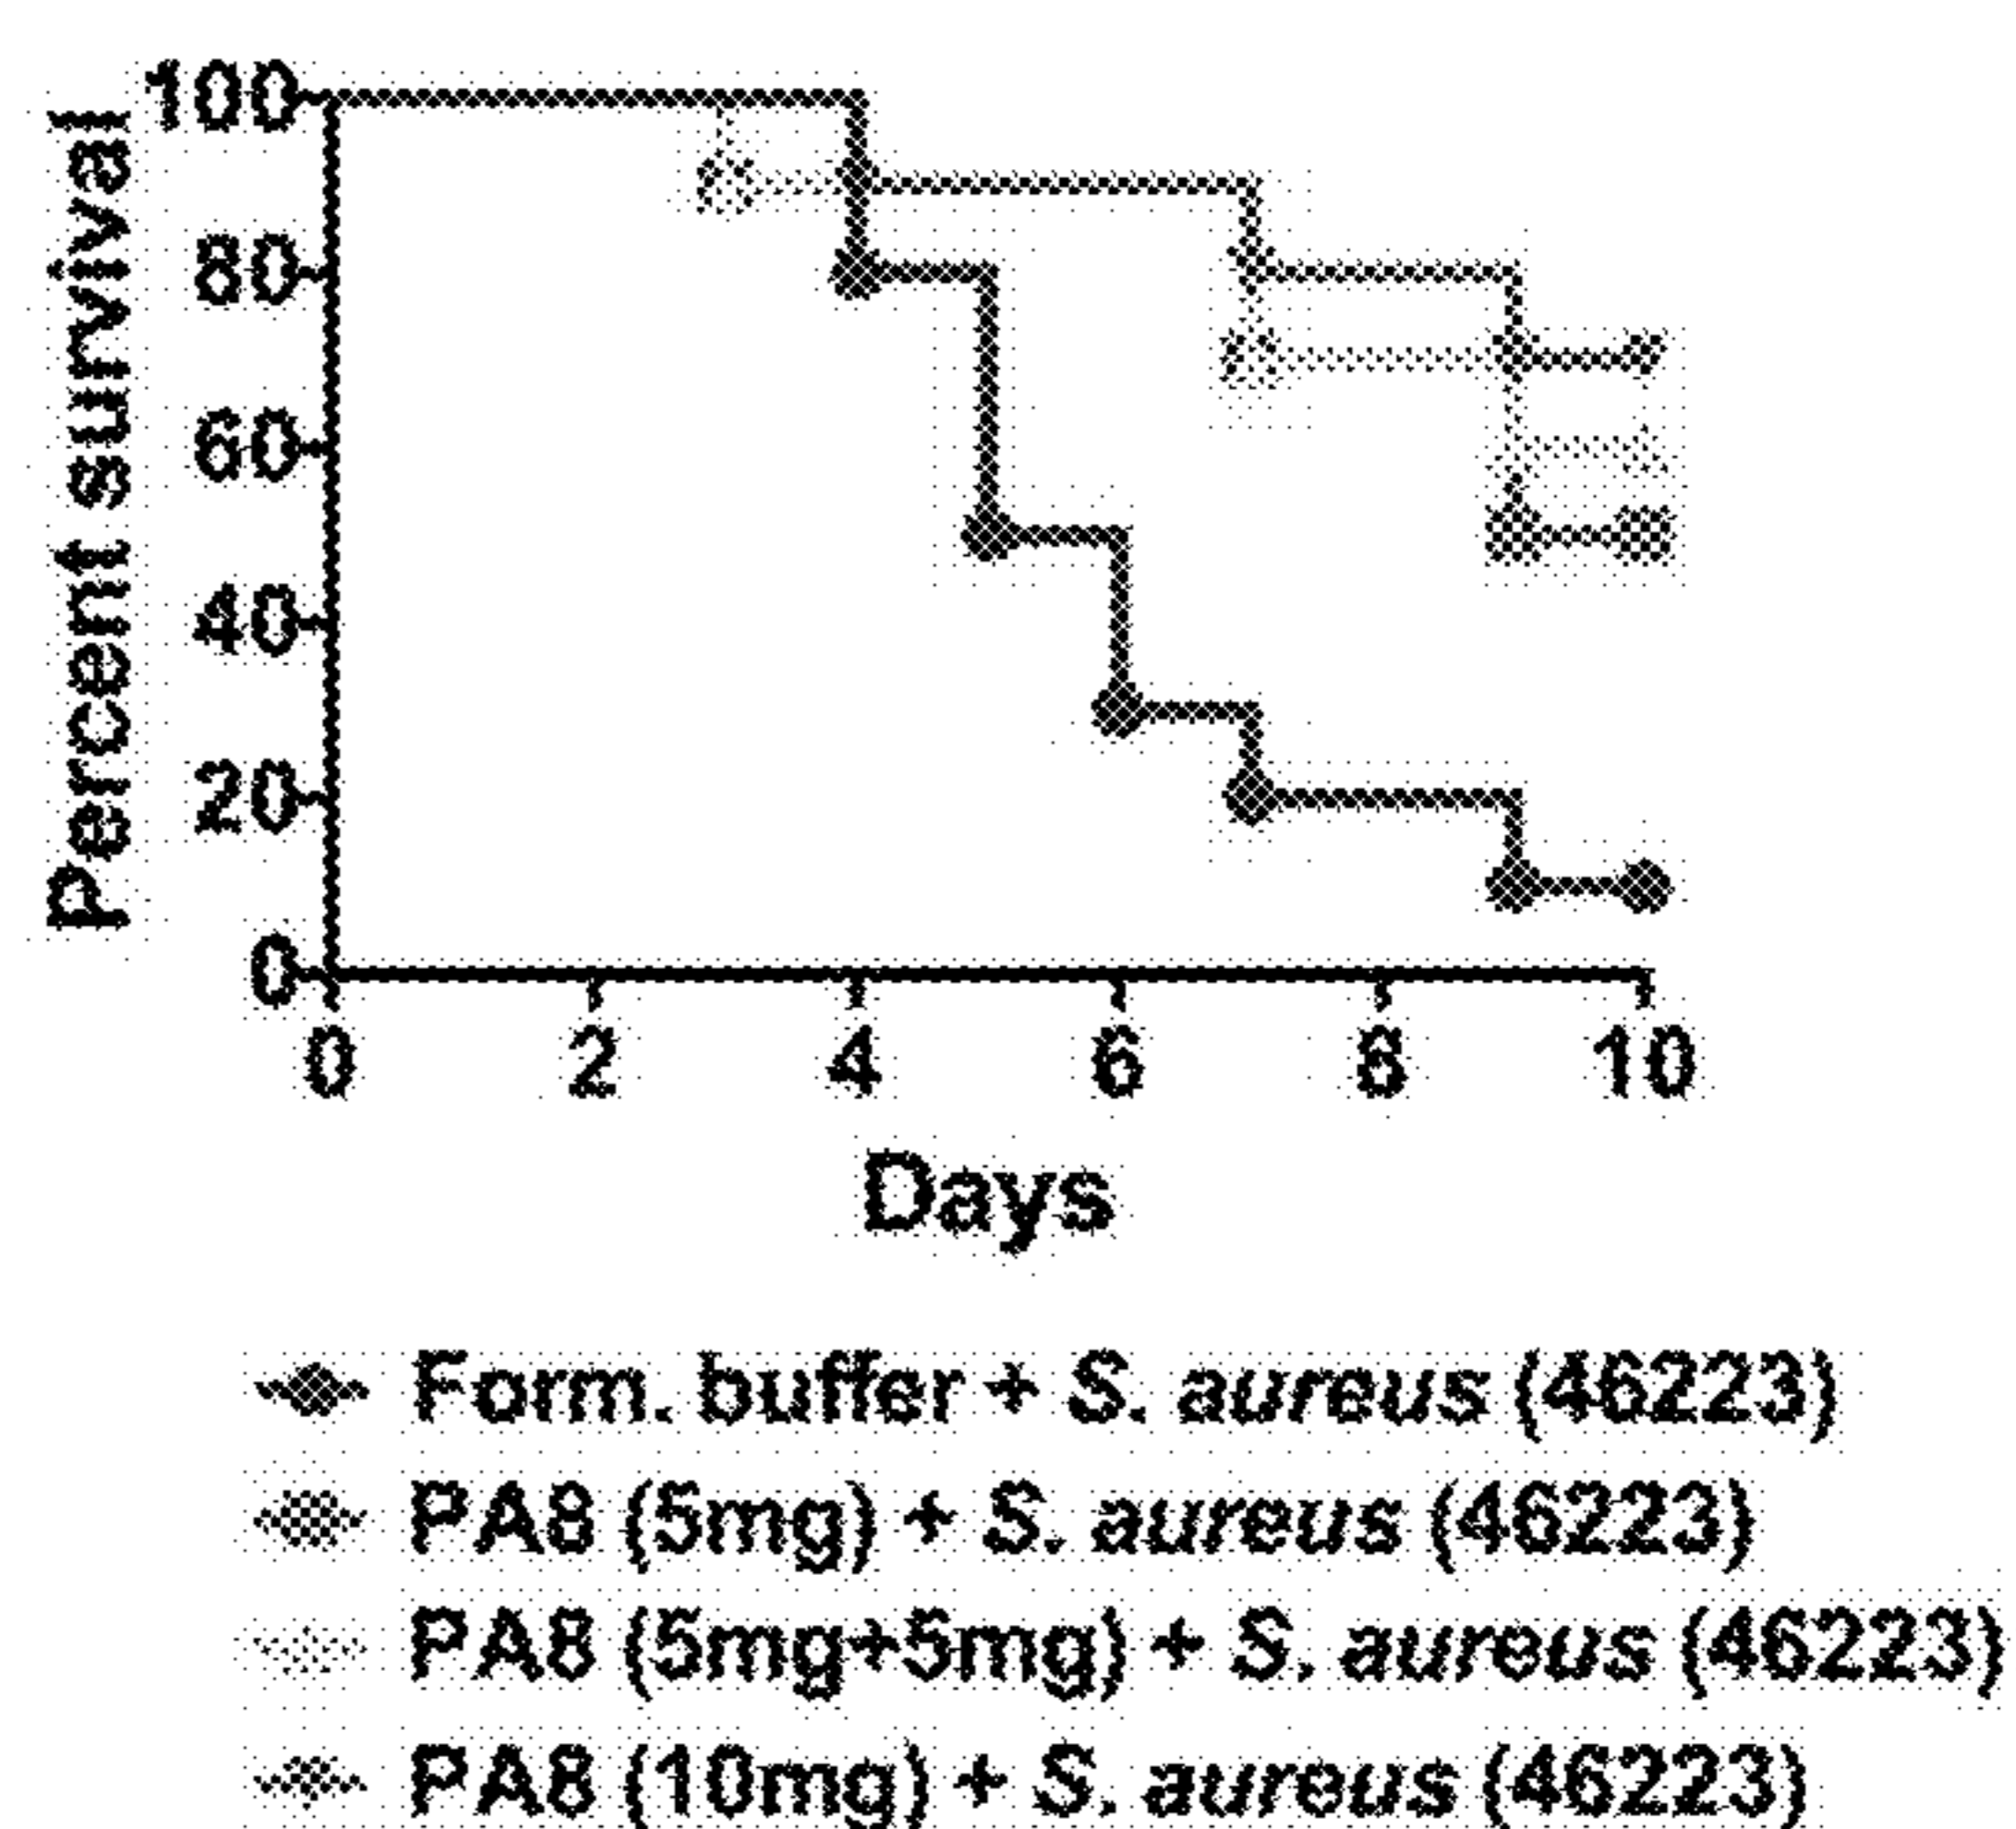 Percent survival
100
80
60
40
20
0
0 2 4 6 8 10
Days
Form. buffer + S. aureus (46223)
PA8 (5mg) + S. aureus (46223)
PA8 (5mg+5mg) + S. aureus (46223)
PA8 (10mg) + S. aureus (46223)